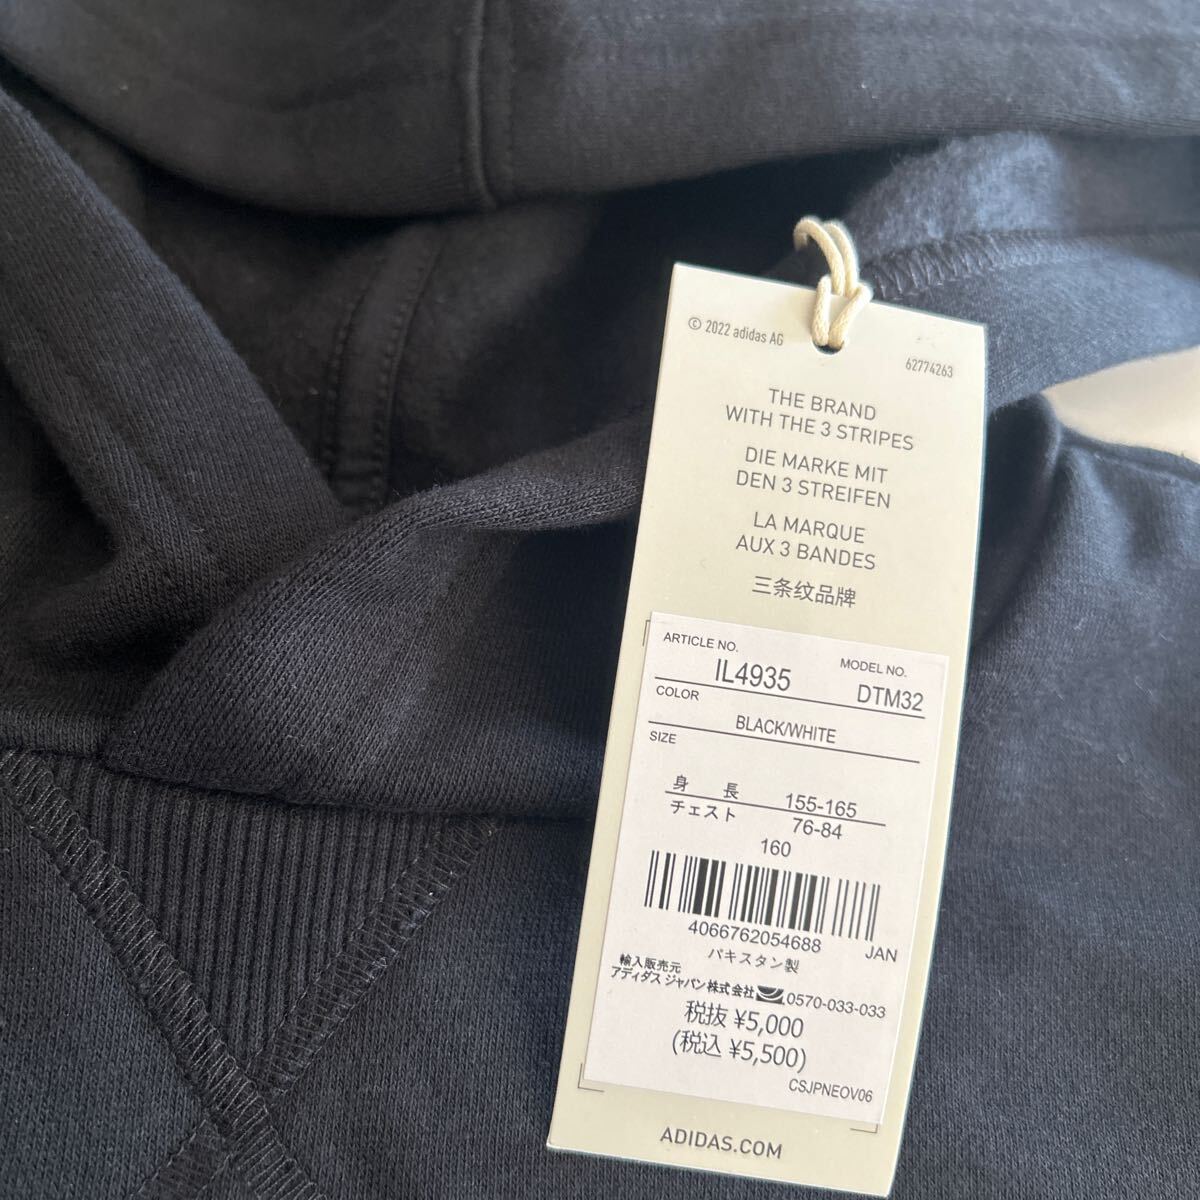 © 2022 adidas AG
62774263
THE BRAND
WITH THE 3 STRIPES
DIE MARKE MIT
DEN 3 STREIFEN
LA MARQUE
AUX 3 BANDES
三条纹品牌
ARTICLE NO.
IL4935
MODEL NO.
DTM32
COLOR
BLACK/WHITE
SIZE
身 長 155-165
チェスト 76-84
160
4066762054688 JAN
パキスタン製
輸入販売元
アディダス ジャパン株式会社 0570-033-033
税抜 ¥5,000
(税込 ¥5,500)
CSJPNEOV06
ADIDAS.COM